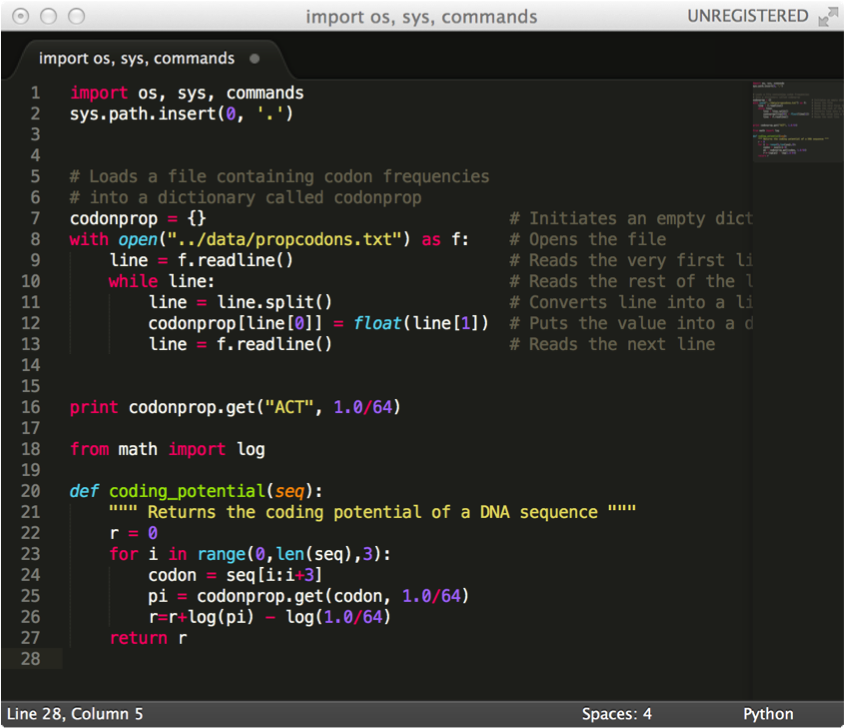 import os, sys, commands UNREGISTERED
import os, sys, commands
1 import os, sys, commands
2 sys.path.insert(0, '.')
3
4
5 # Loads a file containing codon frequencies
6 # into a dictionary called codonprop
7 codonprop = {} # Initiates an empty dict
8 with open("../data/propcodons.txt") as f: # Opens the file
9     line = f.readline() # Reads the very first li
10     while line: # Reads the rest of the l
11         line = line.split() # Converts line into a li
12         codonprop[line[0]] = float(line[1]) # Puts the value into a d
13         line = f.readline() # Reads the next line
14
15
16 print codonprop.get("ACT", 1.0/64)
17
18 from math import log
19
20 def coding_potential(seq):
21     """ Returns the coding potential of a DNA sequence """
22     r = 0
23     for i in range(0,len(seq),3):
24         codon = seq[i:i+3]
25         pi = codonprop.get(codon, 1.0/64)
26         r=r+log(pi) - log(1.0/64)
27     return r
28
Line 28, Column 5 Spaces: 4 Python